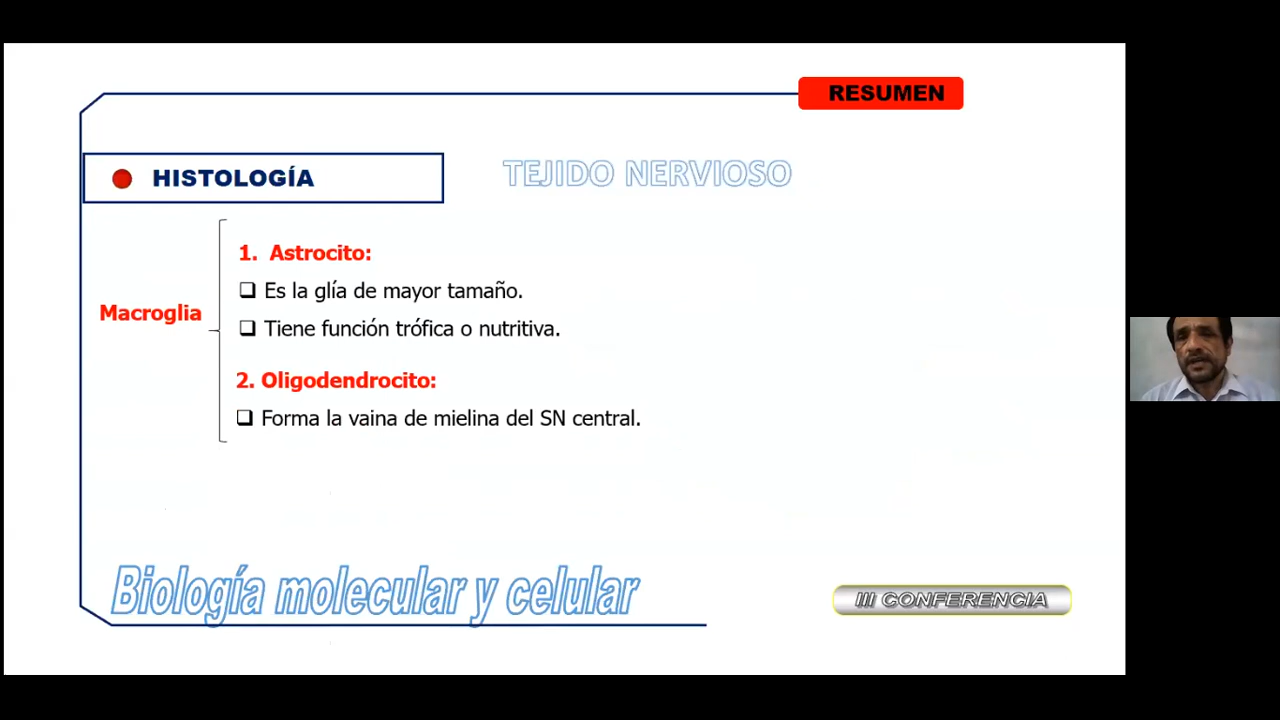 RESUMEN
HISTOLOGÍA
TEJIDO NERVIOSO
Macroglia
1. Astrocito:
❑ Es la glía de mayor tamaño.
❑ Tiene función trófica o nutritiva.
2. Oligodendrocito:
❑ Forma la vaina de mielina del SN central.
Biología molecular y celular
III CONFERENCIA